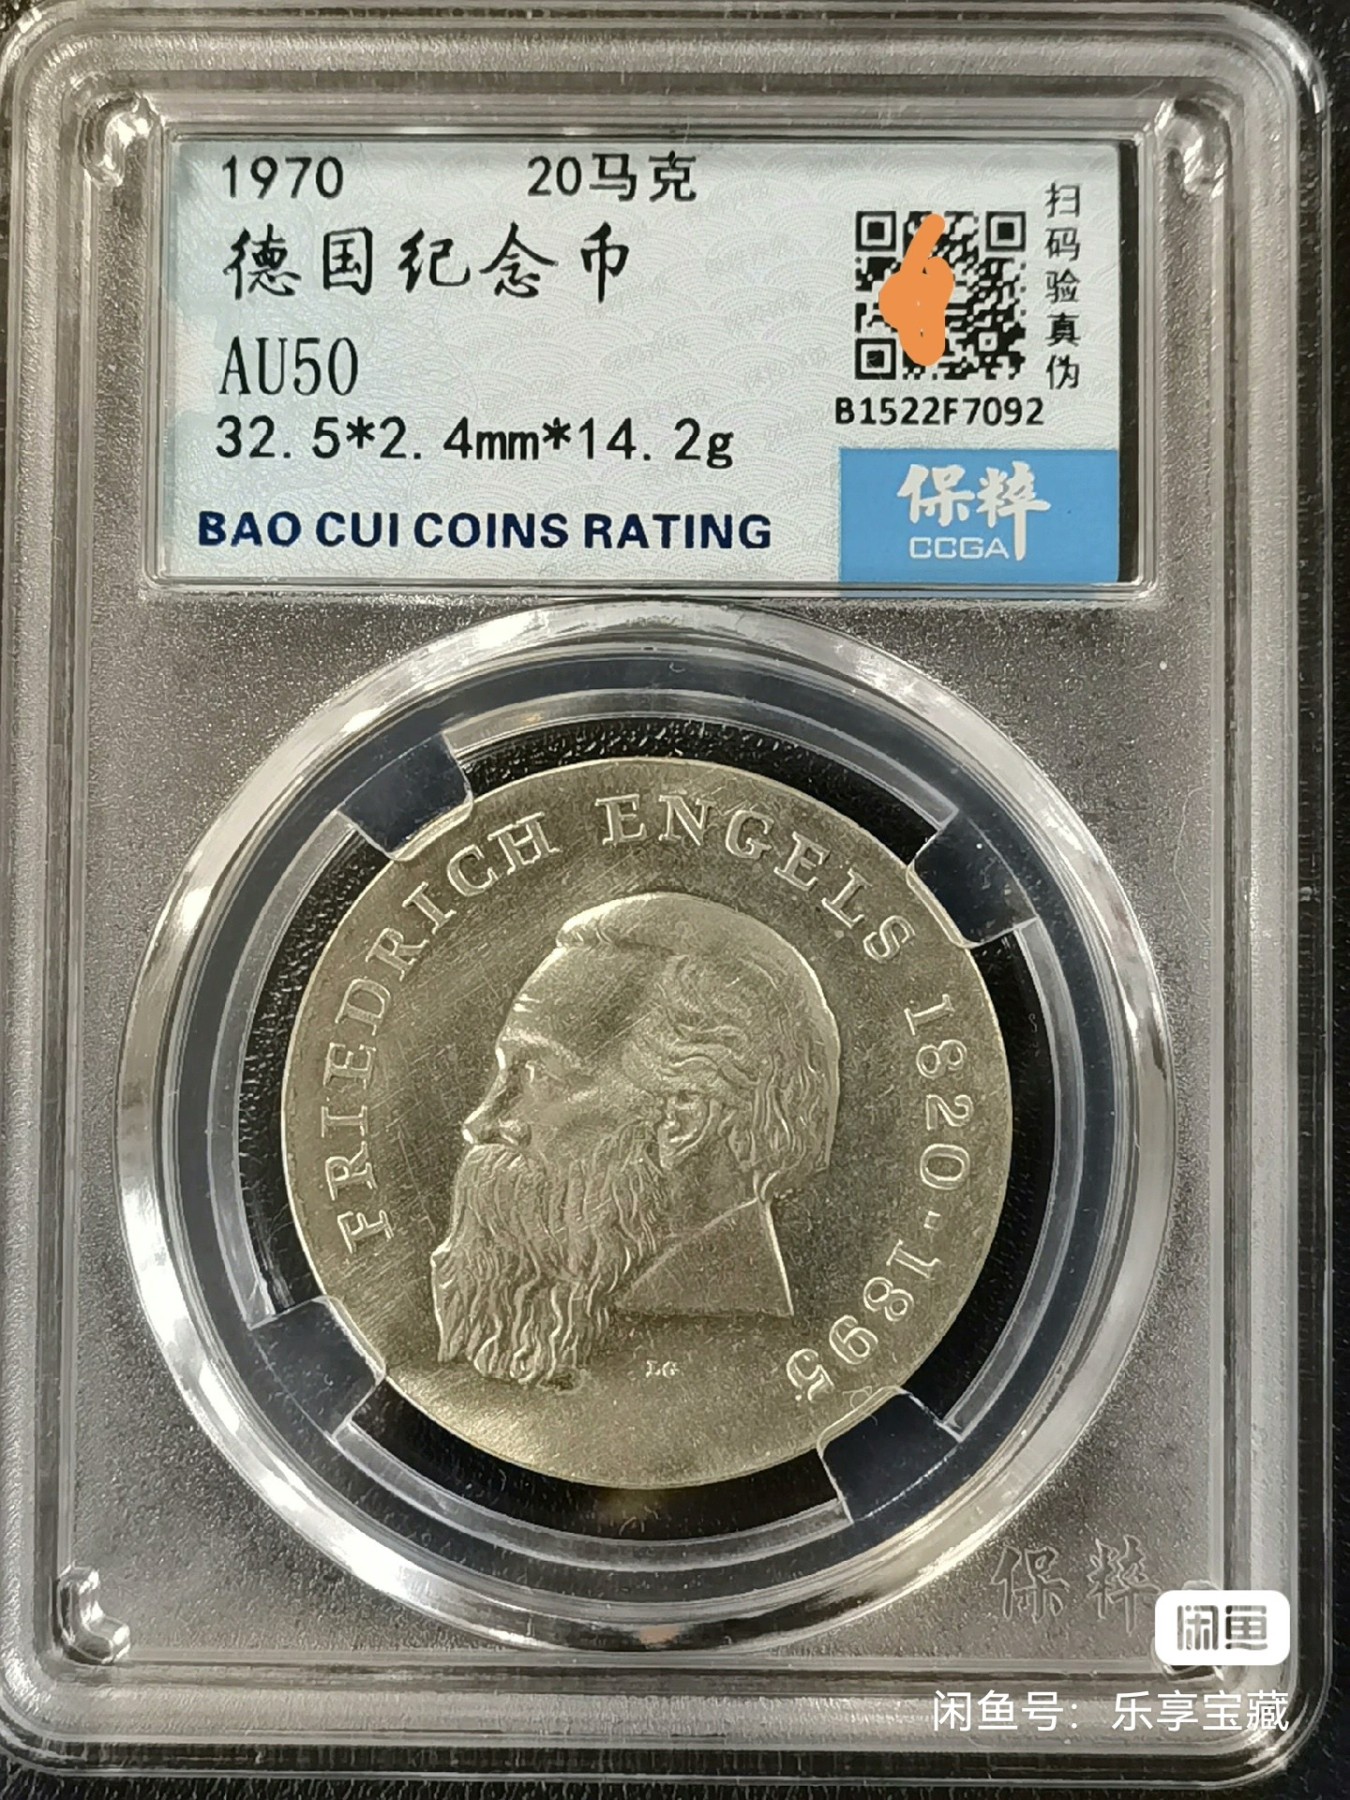 1970 20马克
德国纪念币
AU50
32.5*2.4mm*14.2g
BAO CUI COINS RATING
扫码验真伪
B1522F7092
保粹
CCGA
FRIEDRICH ENGELS 1820-1895
LG
保粹
闲鱼
闲鱼号：乐享宝藏